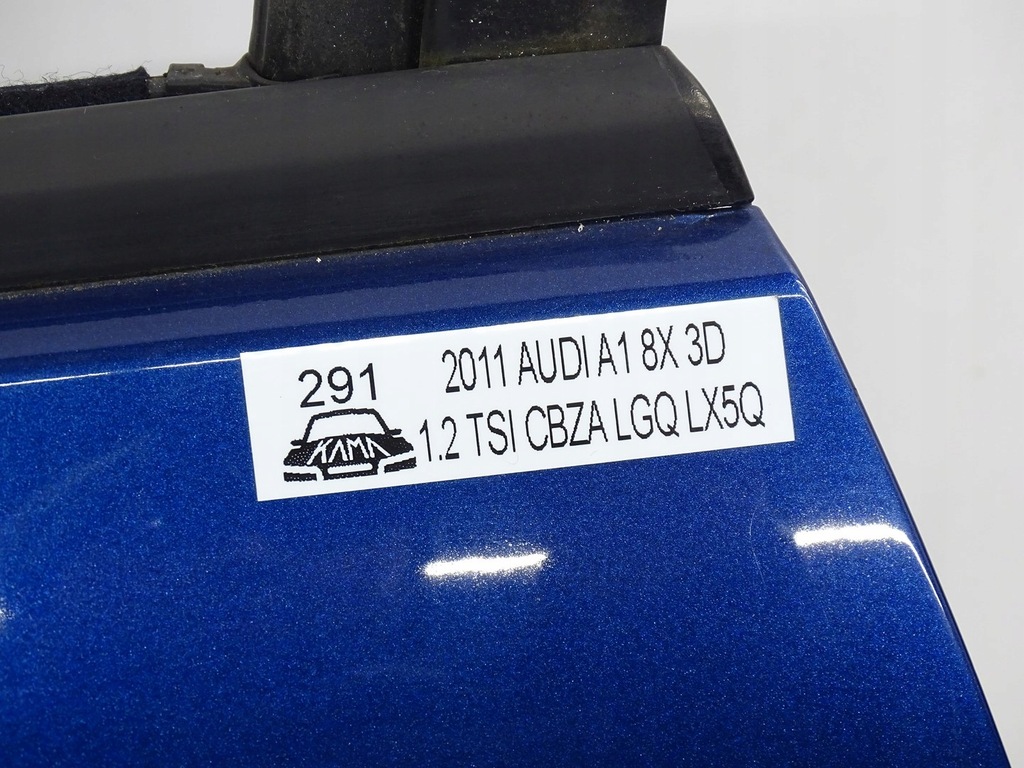 291
KAMA
2011 AUDI A1 8X 3D
1.2 TSI CBZA LGQ LX5Q